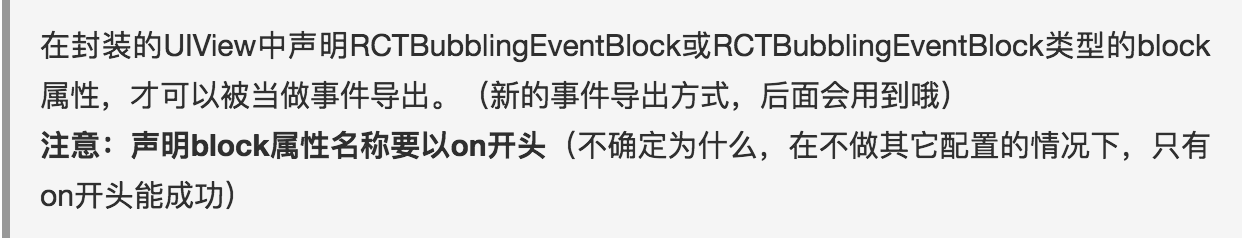 在封装的UIView中声明RCTBubblingEventBlock或RCTBubblingEventBlock类型的block
属性，才可以被当做事件导出。（新的事件导出方式，后面会用到哦）
注意：声明block属性名称要以on开头（不确定为什么，在不做其它配置的情况下，只有
on开头能成功）